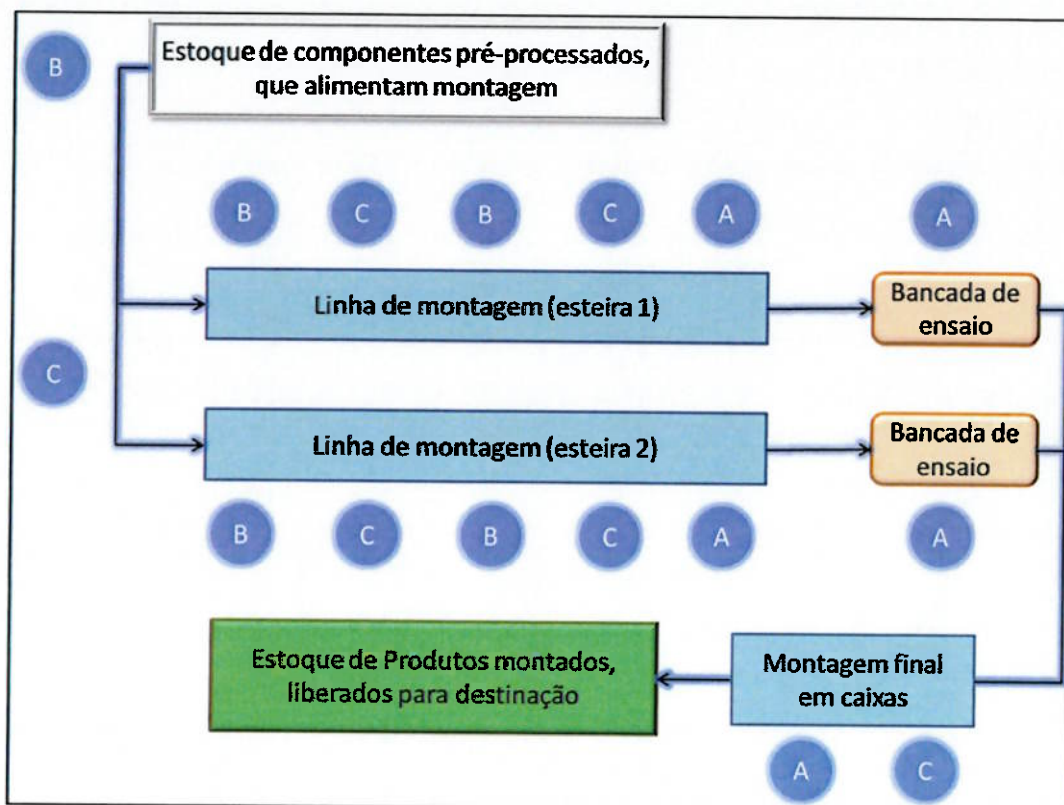 B
Estoque de componentes pré-processados,
que alimentam montagem
B C B C A A
Linha de montagem (esteira 1)
Bancada de
ensaio
C
Linha de montagem (esteira 2)
Bancada de
ensaio
B C B C A A
Estoque de Produtos montados,
liberados para destinação
Montagem final
em caixas
A C